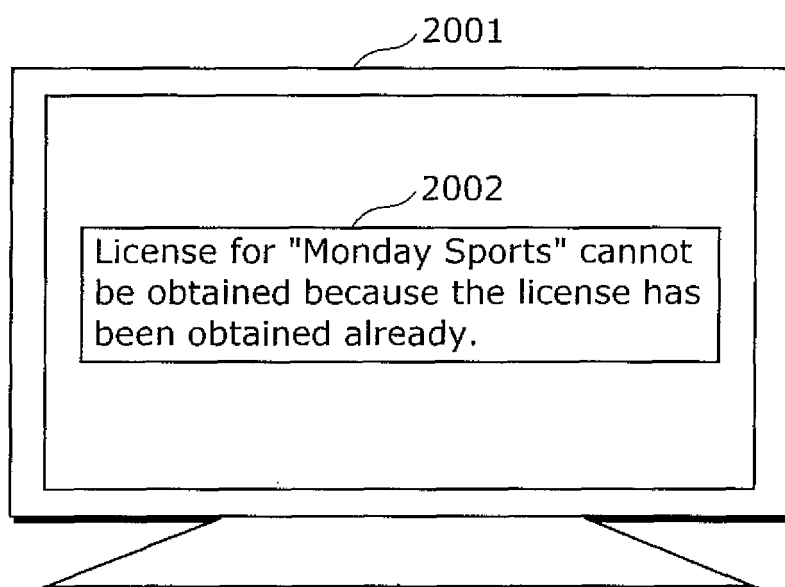 2001
2002
License for "Monday Sports" cannot
be obtained because the license has
been obtained already.